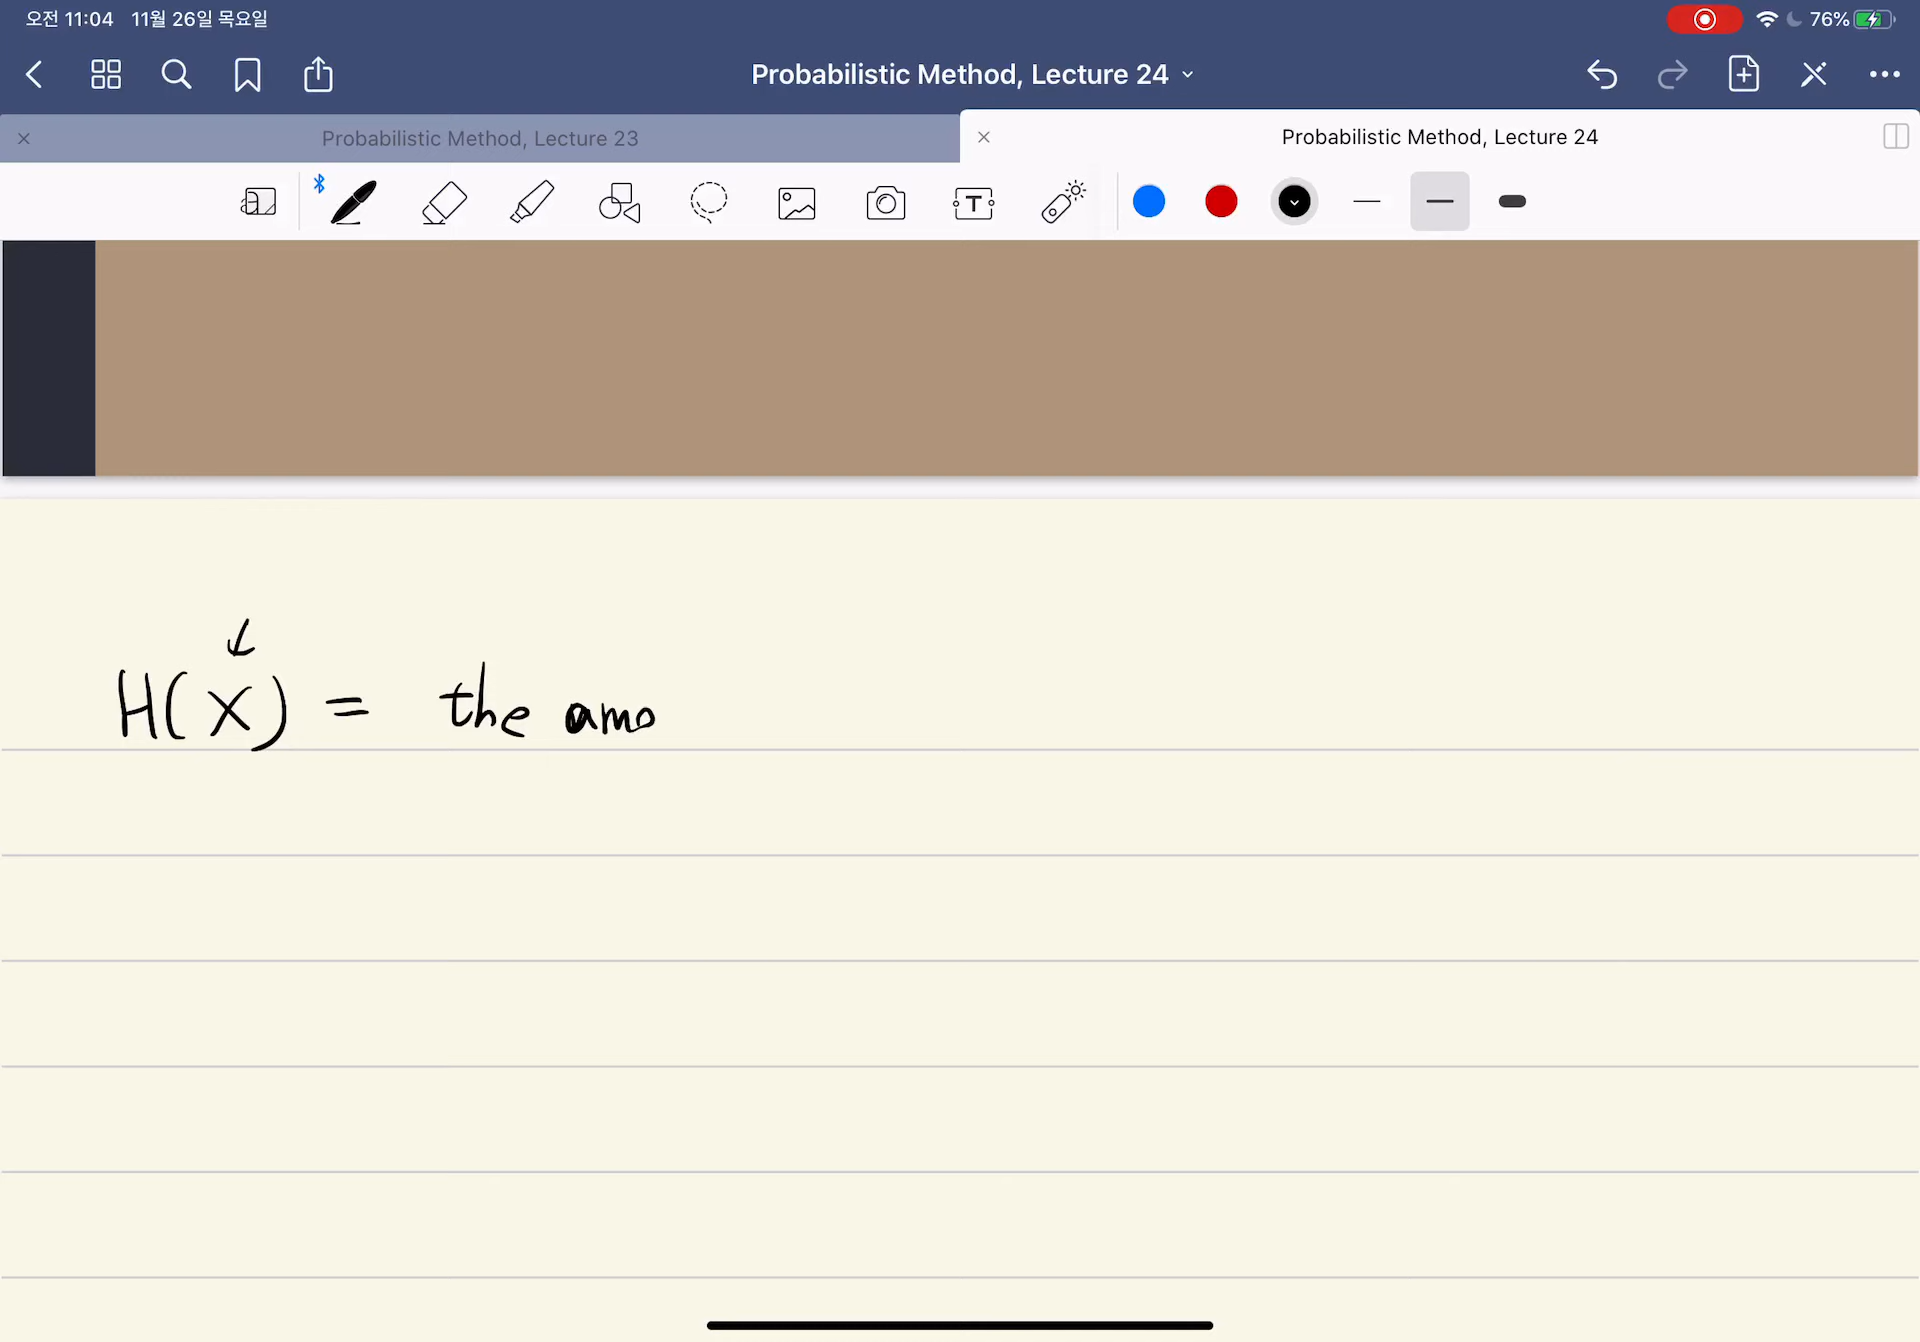 오전 11:04 11월 26일 목요일 76%
Probabilistic Method, Lecture 24
Probabilistic Method, Lecture 23 Probabilistic Method, Lecture 24
H(X) = the amo